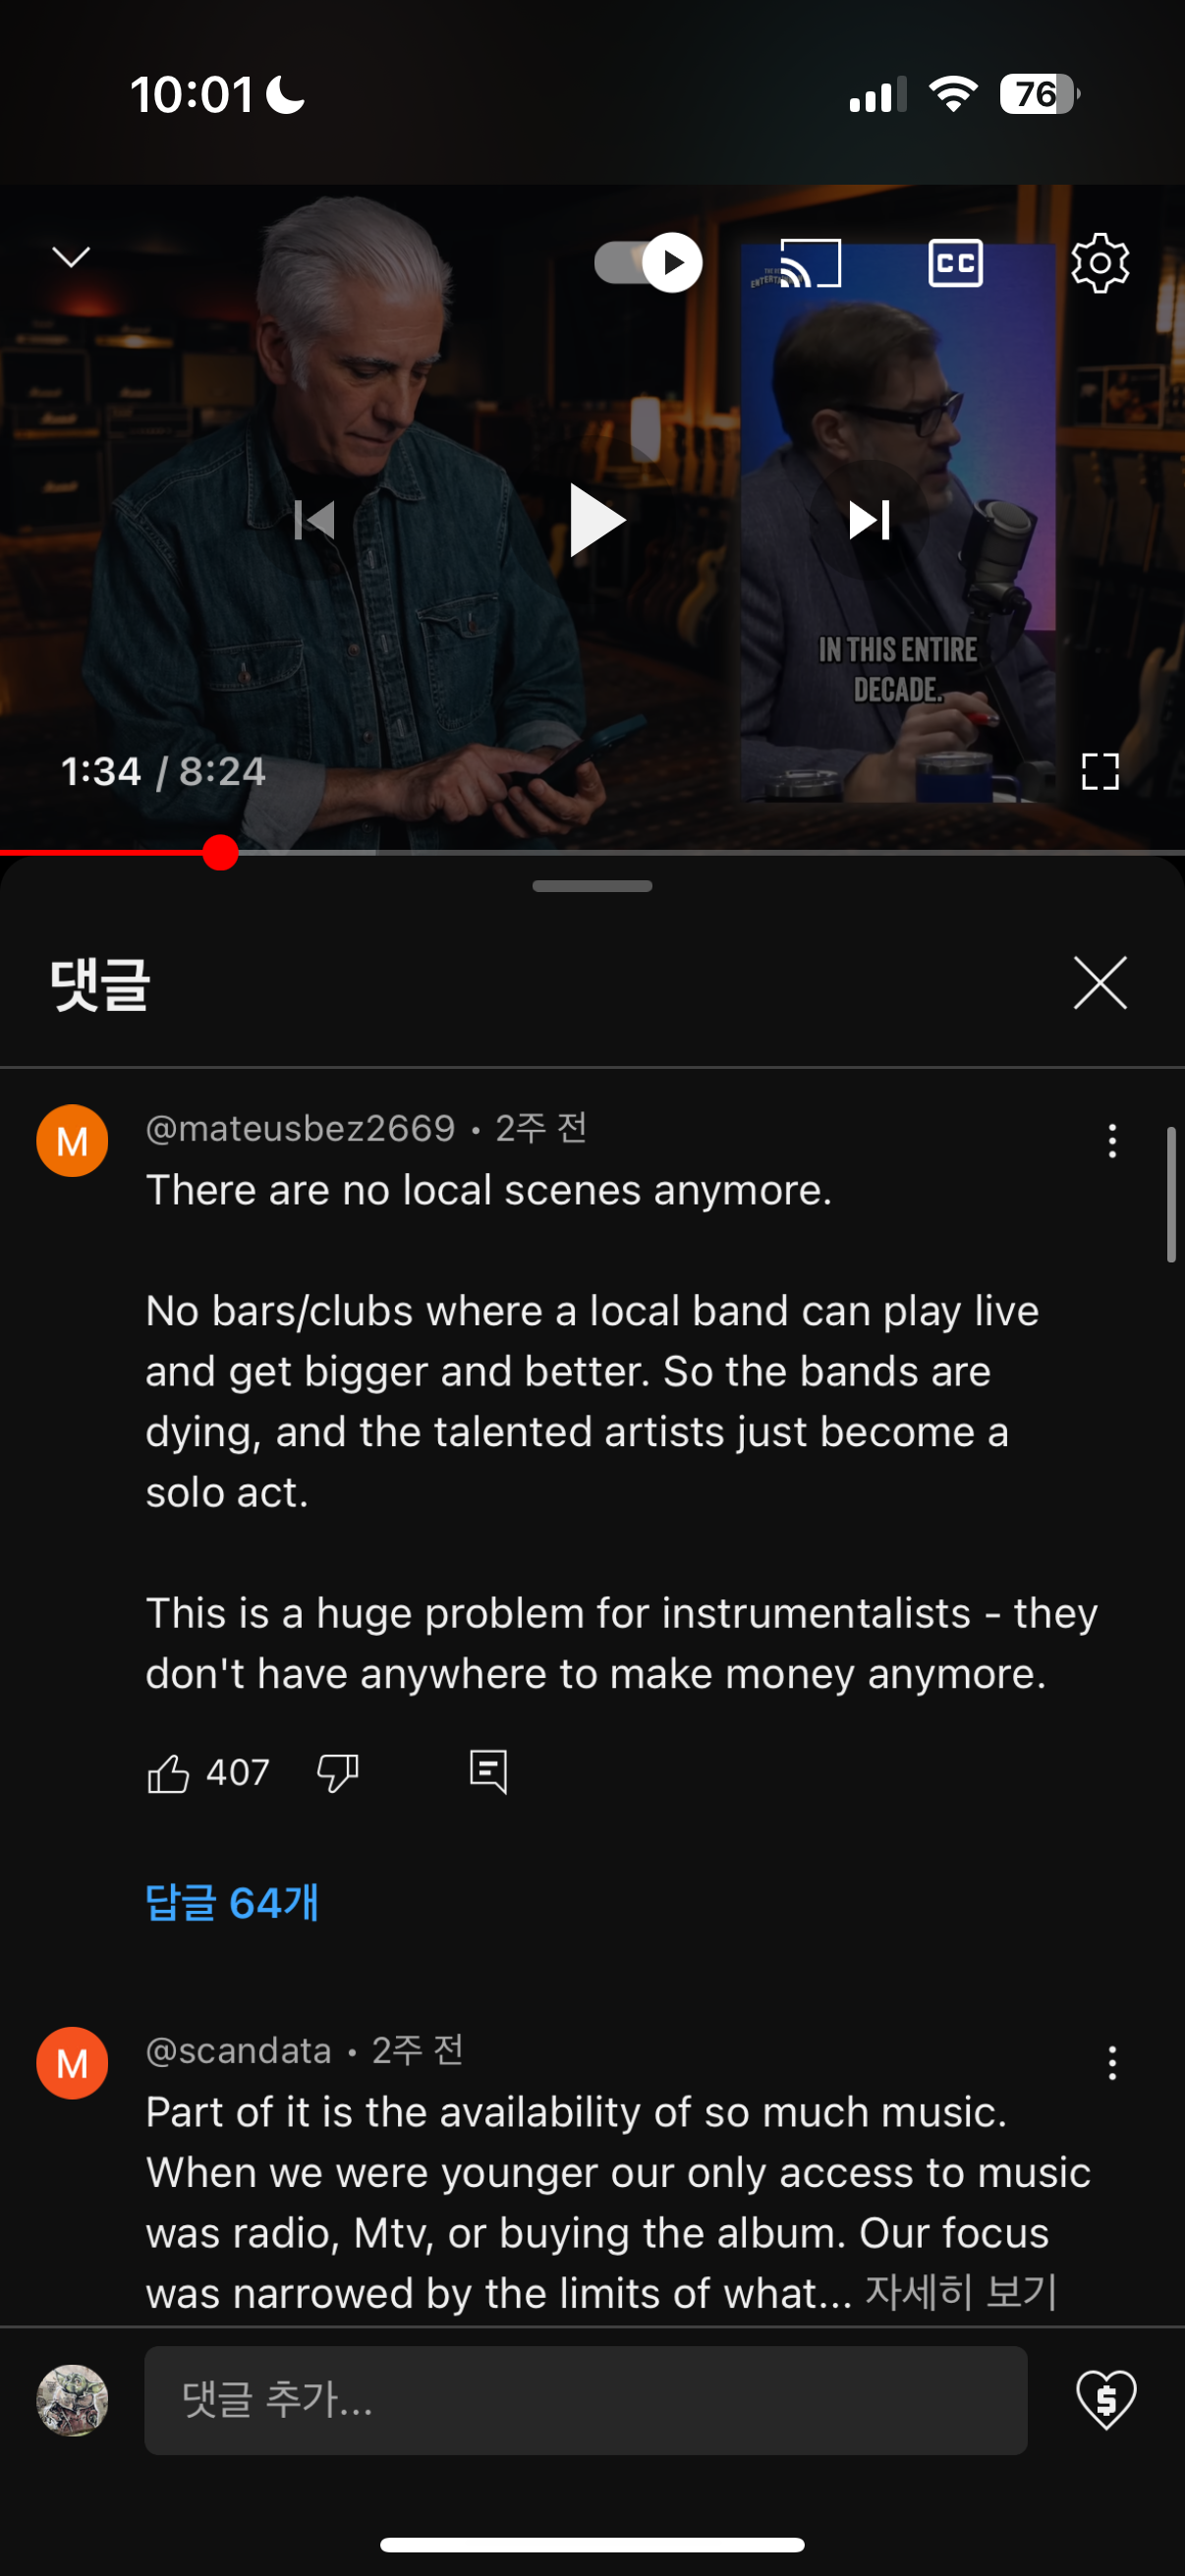 10:01
76
CC
IN THIS ENTIRE
DECADE.
1:34 / 8:24
댓글
M
@mateusbez2669 • 2주 전
There are no local scenes anymore.
No bars/clubs where a local band can play live
and get bigger and better. So the bands are
dying, and the talented artists just become a
solo act.
This is a huge problem for instrumentalists - they
don't have anywhere to make money anymore.
407
답글 64개
M
@scandata • 2주 전
Part of it is the availability of so much music.
When we were younger our only access to music
was radio, Mtv, or buying the album. Our focus
was narrowed by the limits of what... 자세히 보기
댓글 추가...
$